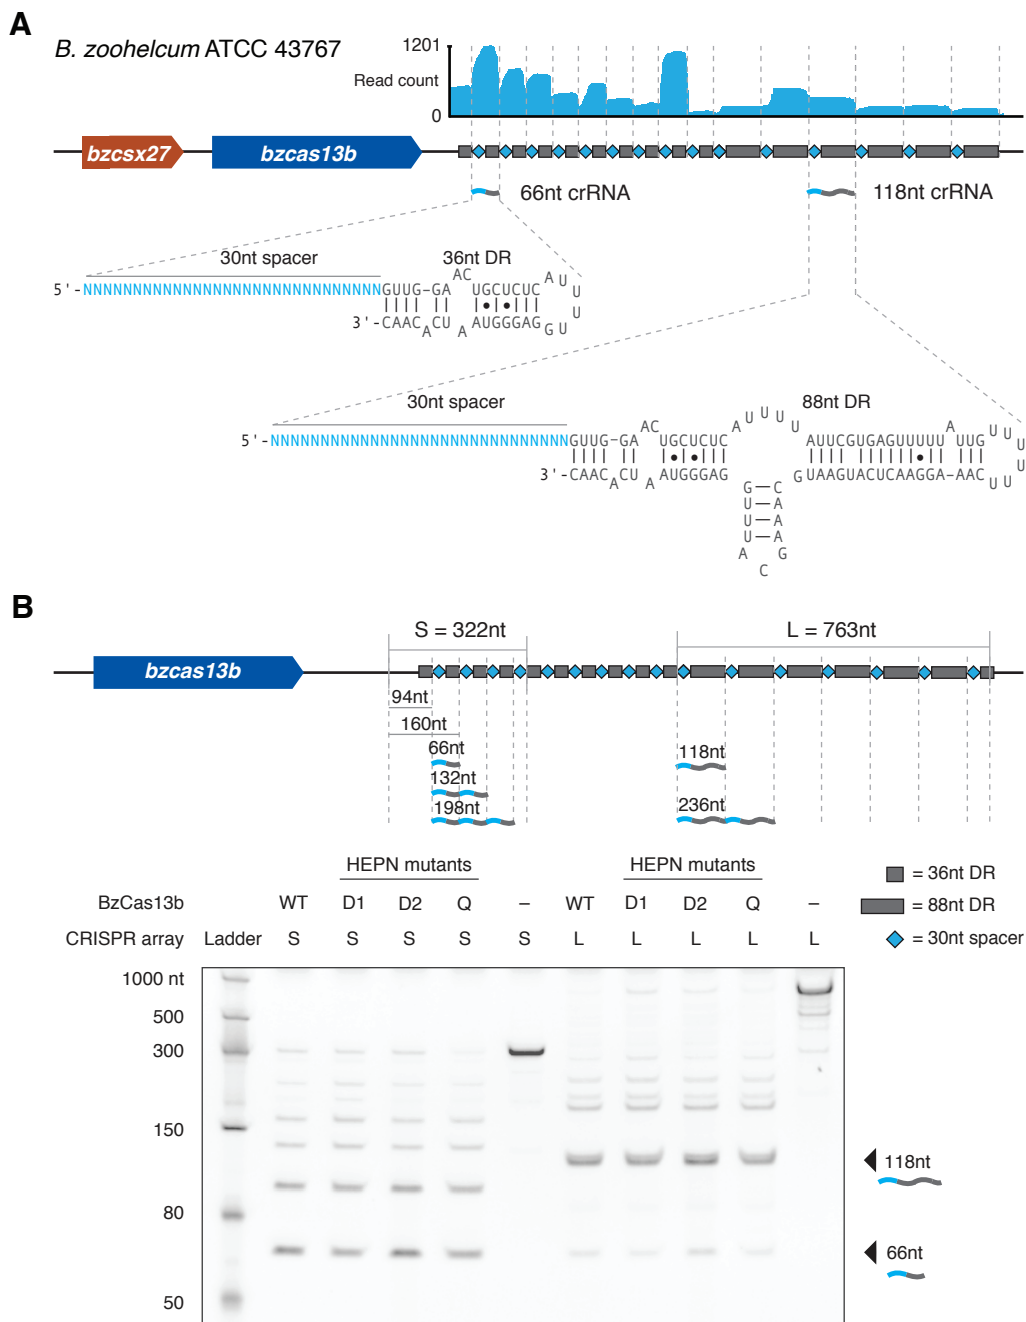 A
B. zoohelcum ATCC 43767
1201
Read count
0
bzcsx27
bzcas13b
66nt crRNA
118nt crRNA
30nt spacer
36nt DR
5'-NNNNNNNNNNNNNNNNNNNNNNNNNNNNNNGUUG–GA AC UGCUCUC A U U U
3'-CAAC A CU A AUGGGAG G U U
30nt spacer
88nt DR
5'-NNNNNNNNNNNNNNNNNNNNNNNNNNNNNNGUUG–GA AC UGCUCUC A U U U U AUUCGUGAGUUUUU A UUG U U U U
3'-CAAC A CU A AUGGGAG G UAAGUACUCAAGGA–AAC U U
G–C
U–A
U–A
U–A
A G
C
B
S = 322nt
L = 763nt
bzcas13b
94nt
160nt
66nt
118nt
132nt
198nt
236nt
HEPN mutants
HEPN mutants
= 36nt DR
BzCas13b WT D1 D2 Q – WT D1 D2 Q –
= 88nt DR
CRISPR array Ladder S S S S S L L L L L
= 30nt spacer
1000 nt
500
300
150
118nt
80
66nt
50